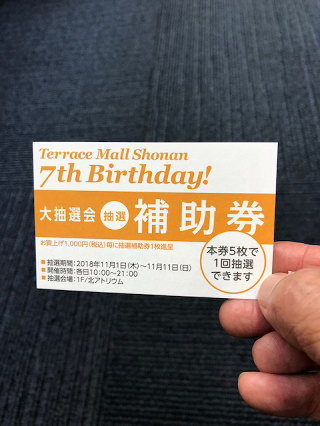 Terrace Mall Shonan
7th Birthday!
大抽選会 抽選 補助券
お買上げ1,000円(税込)毎に抽選補助券1枚進呈
本券5枚で
1回抽選
できます
■抽選期間:2018年11月1日(木)〜11月11日(日)
■開催時間:各日10:00〜21:00
■抽選会場:1F/北アトリウム